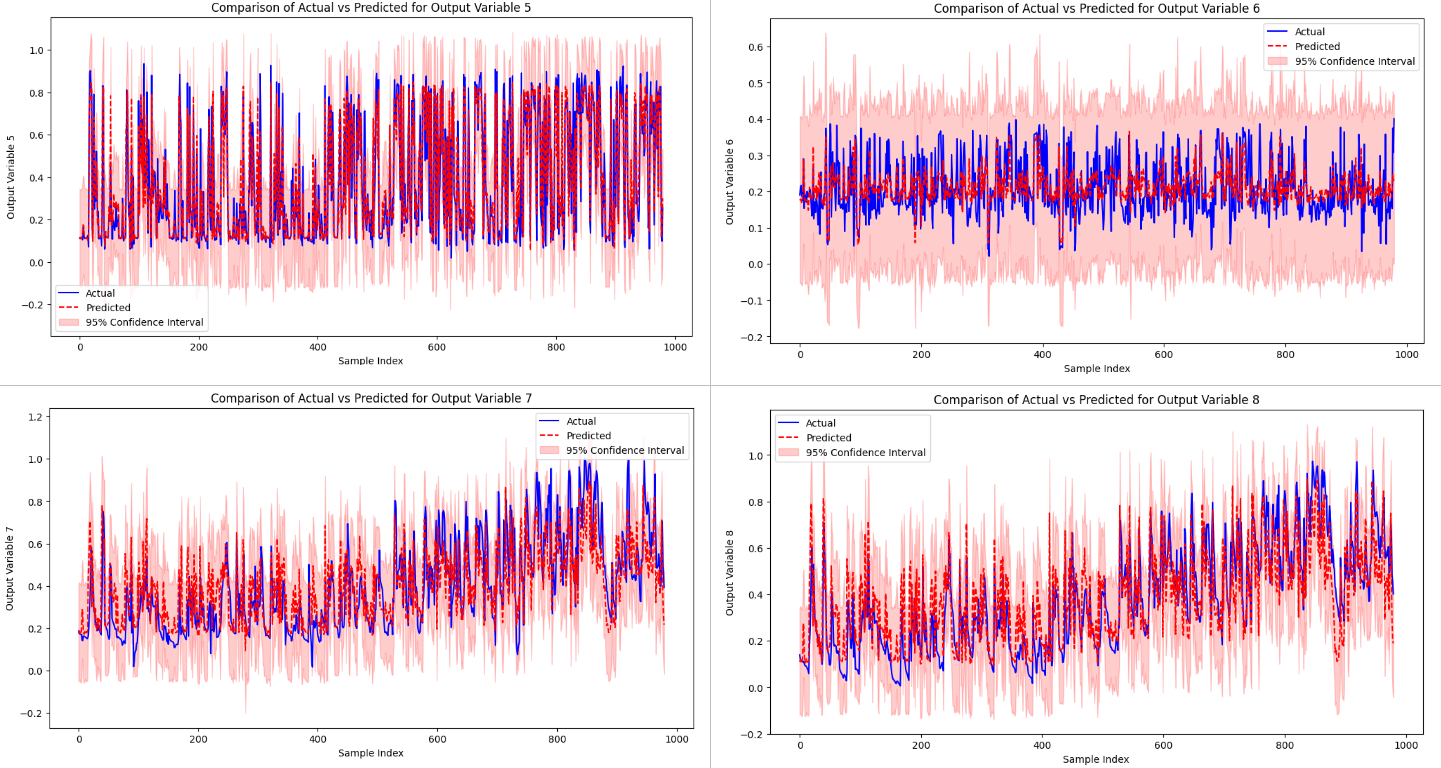 Comparison of Actual vs Predicted for Output Variable 5
1.0
0.8
0.6
0.4
0.2
0.0
−0.2
Output Variable 5
Actual
Predicted
95% Confidence Interval
0 200 400 600 800 1000
Sample Index
Comparison of Actual vs Predicted for Output Variable 6
0.6
0.5
0.4
0.3
0.2
0.1
0.0
−0.1
−0.2
Output Variable 6
Actual
Predicted
95% Confidence Interval
0 200 400 600 800 1000
Sample Index
Comparison of Actual vs Predicted for Output Variable 7
1.2
1.0
0.8
0.6
0.4
0.2
0.0
−0.2
Output Variable 7
Actual
Predicted
95% Confidence Interval
0 200 400 600 800 1000
Sample Index
Comparison of Actual vs Predicted for Output Variable 8
1.0
0.8
0.6
0.4
0.2
0.0
−0.2
Output Variable 8
Actual
Predicted
95% Confidence Interval
0 200 400 600 800 1000
Sample Index